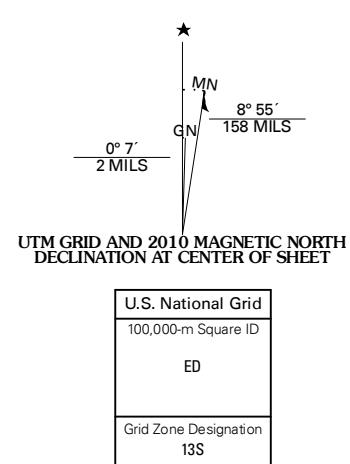 MN
8° 55´
158 MILS
GN
0° 7´
2 MILS
UTM GRID AND 2010 MAGNETIC NORTH
DECLINATION AT CENTER OF SHEET
U.S. National Grid
100,000-m Square ID
ED
Grid Zone Designation
13S